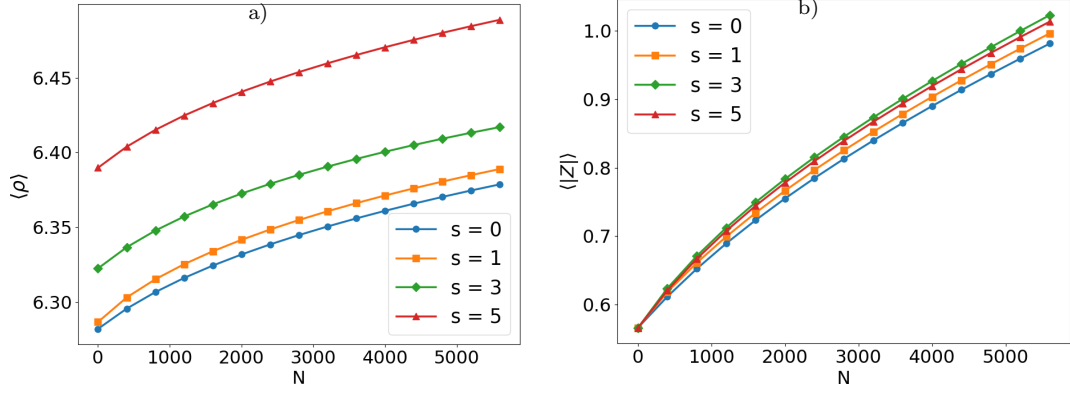 a)
6.45
6.40
6.35
6.30
⟨ρ⟩
0 1000 2000 3000 4000 5000
N
s = 0
s = 1
s = 3
s = 5
b)
1.0
0.9
0.8
0.7
0.6
⟨|Z|⟩
0 1000 2000 3000 4000 5000
N
s = 0
s = 1
s = 3
s = 5